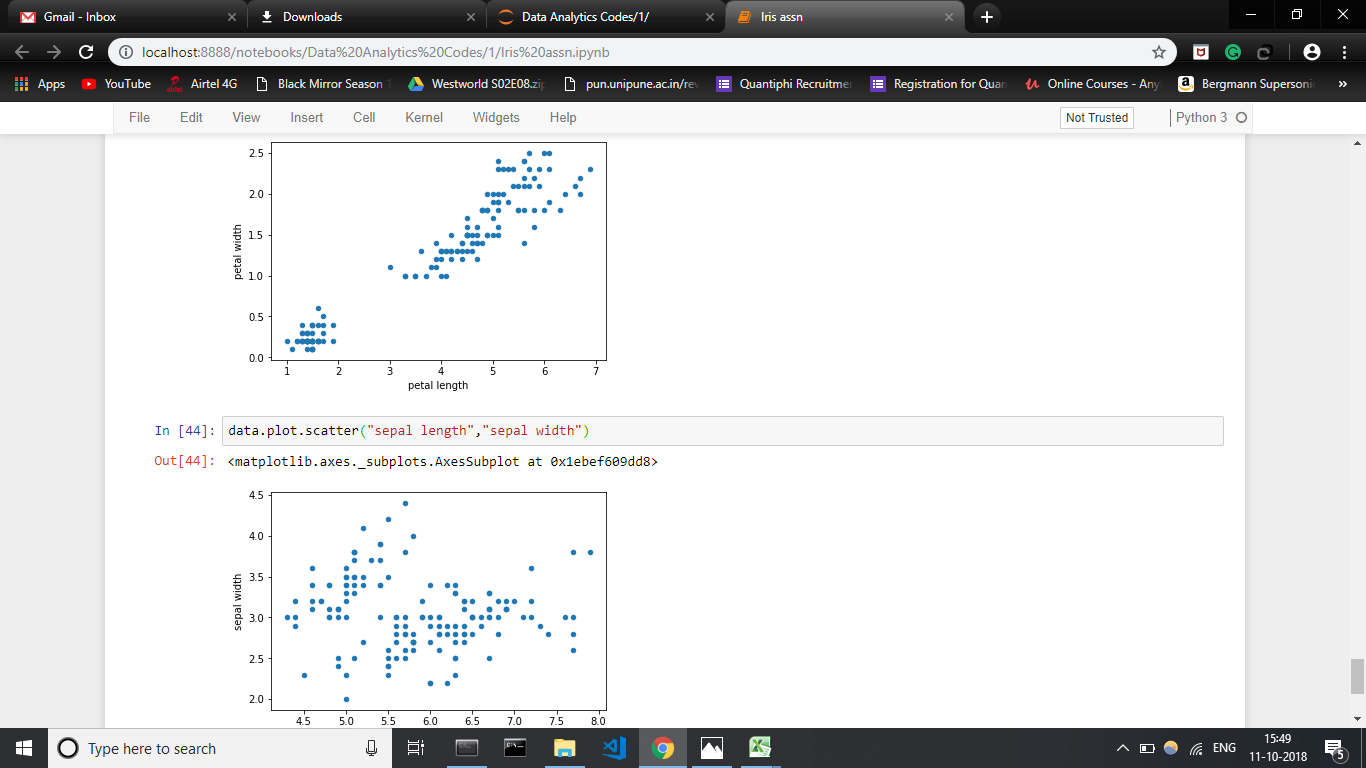 Gmail - Inbox
Downloads
Data Analytics Codes/1/
Iris assn
localhost:8888/notebooks/Data%20Analytics%20Codes/1/Iris%20assn.ipynb
Apps
YouTube
airtel
Airtel 4G
Black Mirror Season 1
Westworld S02E08.zip
pun.unipune.ac.in/rev
Quantiphi Recruitmen
Registration for Quan
Online Courses - Any
Bergmann Supersoni
»
File
Edit
View
Insert
Cell
Kernel
Widgets
Help
Not Trusted
Python 3
2.5
2.0
1.5
1.0
0.5
0.0
petal width
1 2 3 4 5 6 7
petal length
In [44]: data.plot.scatter("sepal length","sepal width")
Out[44]: <matplotlib.axes._subplots.AxesSubplot at 0x1ebef609dd8>
4.5
4.0
3.5
3.0
2.5
2.0
sepal width
4.5 5.0 5.5 6.0 6.5 7.0 7.5 8.0
Type here to search
ENG
15:49
11-10-2018
5